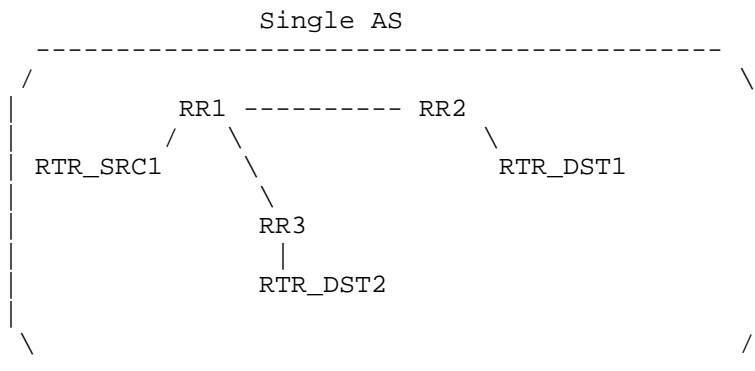 Single AS
RR1 ---------- RR2
RTR_SRC1 RTR_DST1
RR3
RTR_DST2